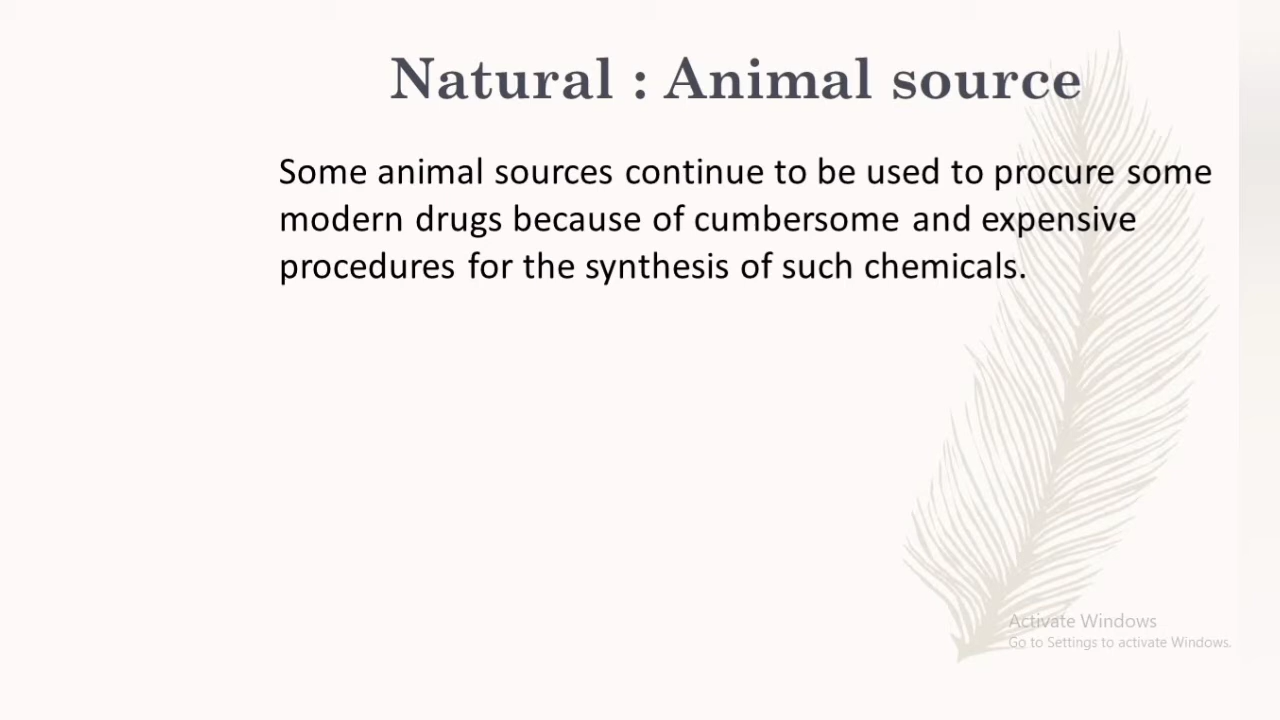 Natural : Animal source
Some animal sources continue to be used to procure some
modern drugs because of cumbersome and expensive
procedures for the synthesis of such chemicals.
Activate Windows
Go to Settings to activate Windows.